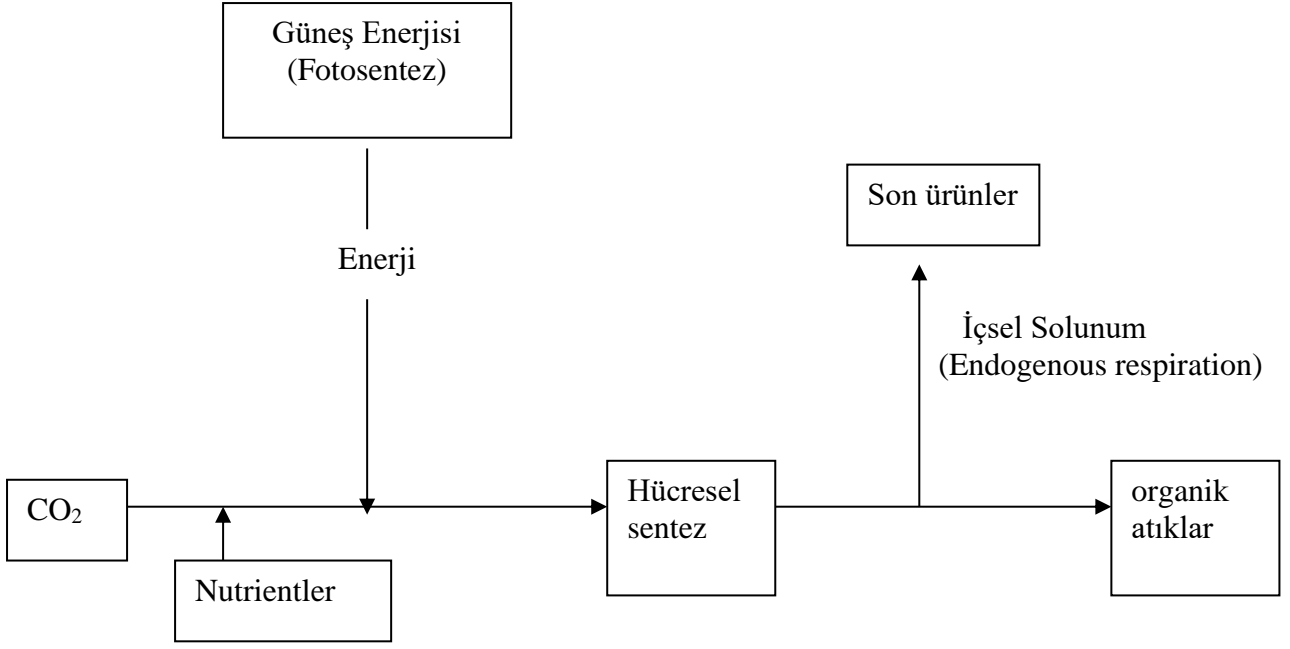 Güneş Enerjisi
(Fotosentez)
Son ürünler
Enerji
İçsel Solunum
(Endogenous respiration)
CO₂
Nutrientler
Hücresel
sentez
organik
atıklar